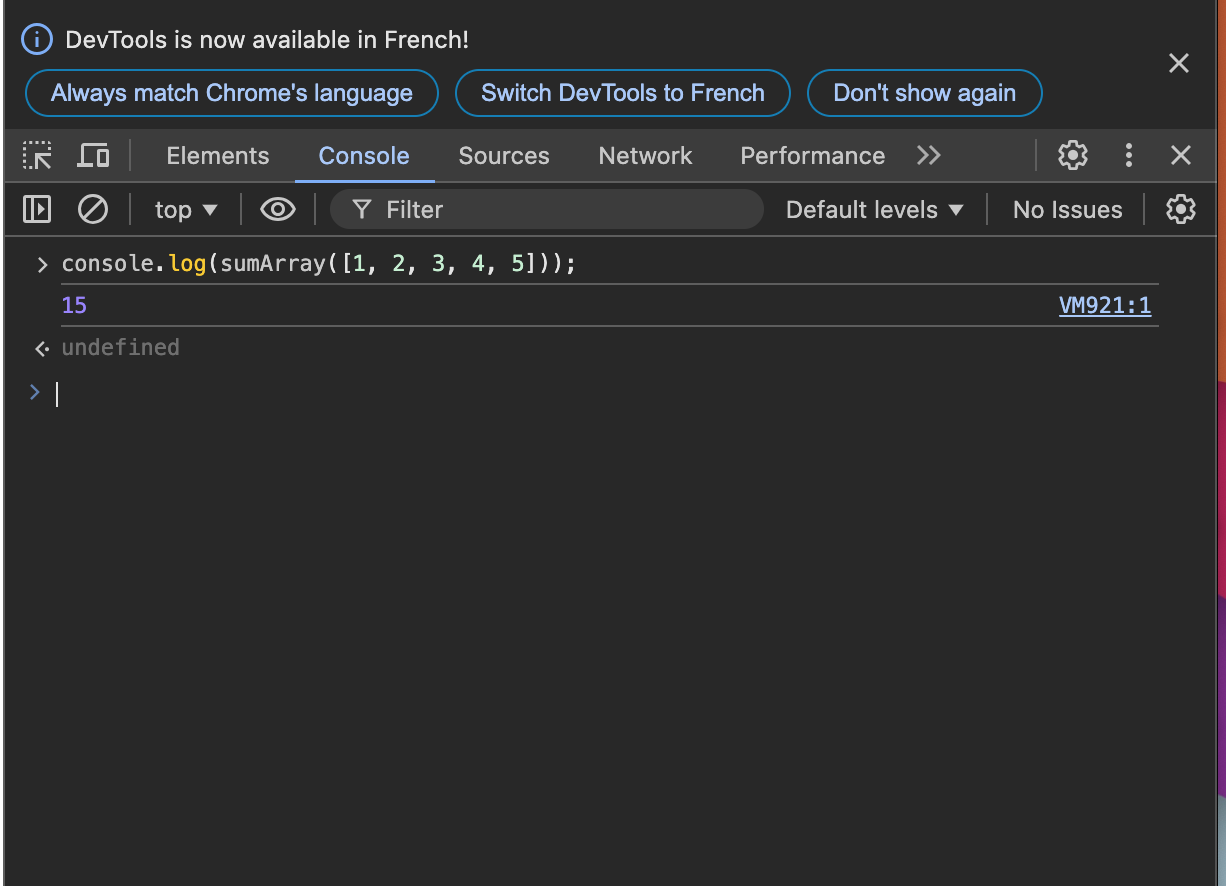 DevTools is now available in French!
Always match Chrome's language Switch DevTools to French Don't show again
Elements Console Sources Network Performance
top Filter Default levels No Issues
console.log(sumArray([1, 2, 3, 4, 5]));
15 VM921:1
undefined